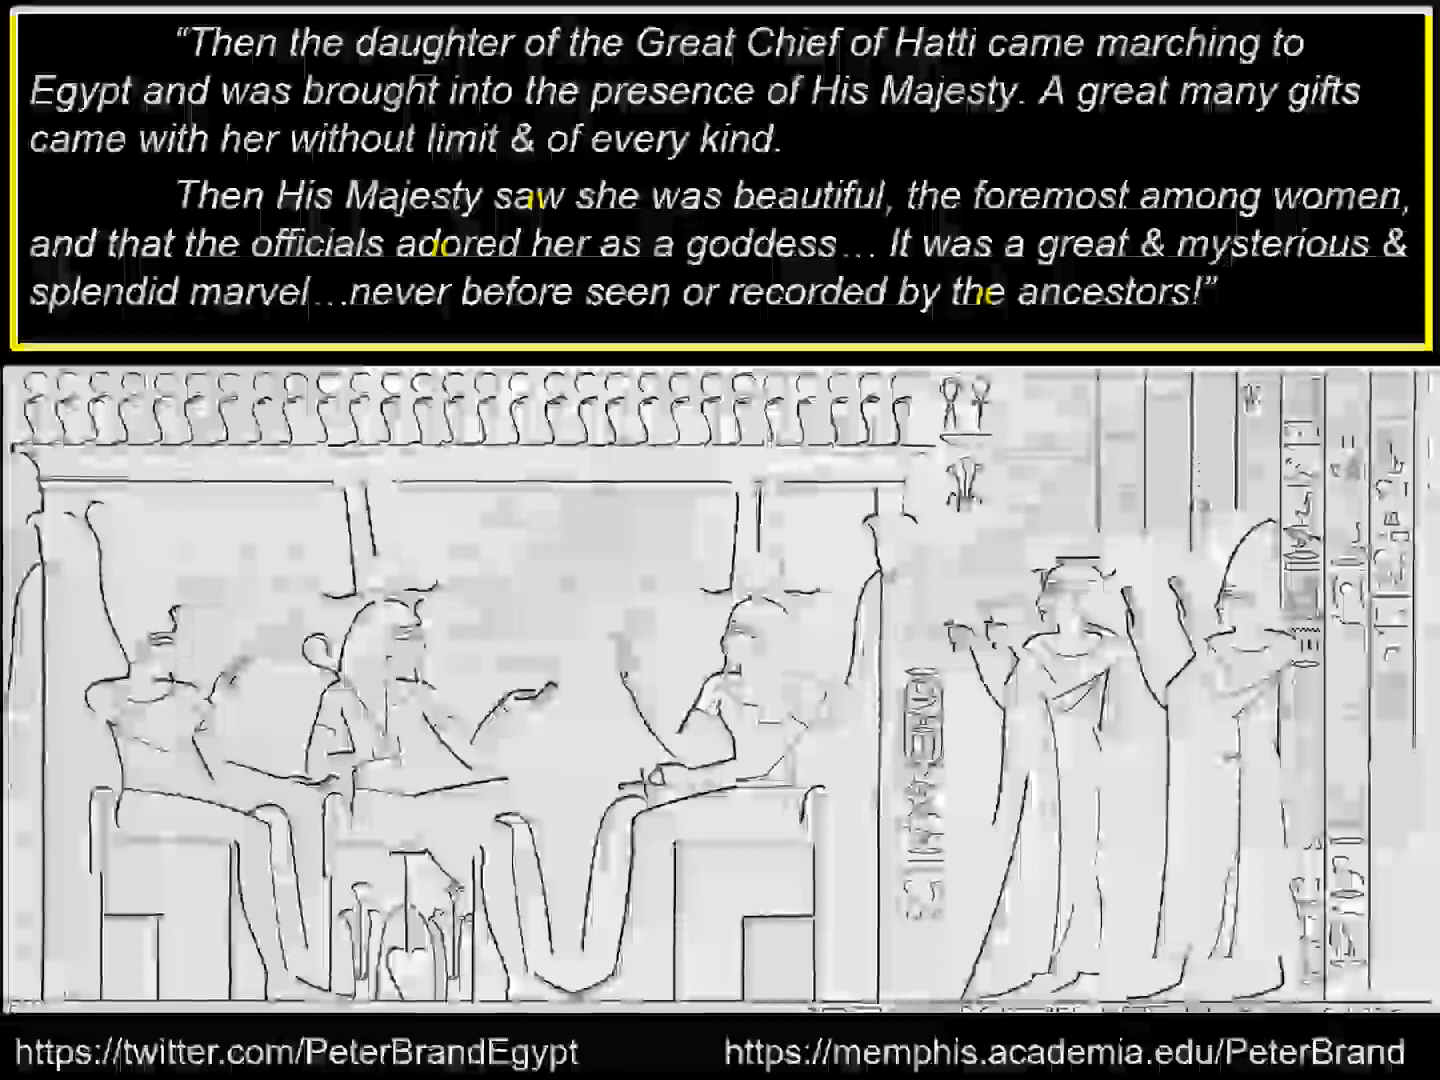 “Then the daughter of the Great Chief of Hatti came marching to
Egypt and was brought into the presence of His Majesty. A great many gifts
came with her without limit & of every kind.
Then His Majesty saw she was beautiful, the foremost among women,
and that the officials adored her as a goddess… It was a great & mysterious &
splendid marvel…never before seen or recorded by the ancestors!”
https://twitter.com/PeterBrandEgypt
https://memphis.academia.edu/PeterBrand